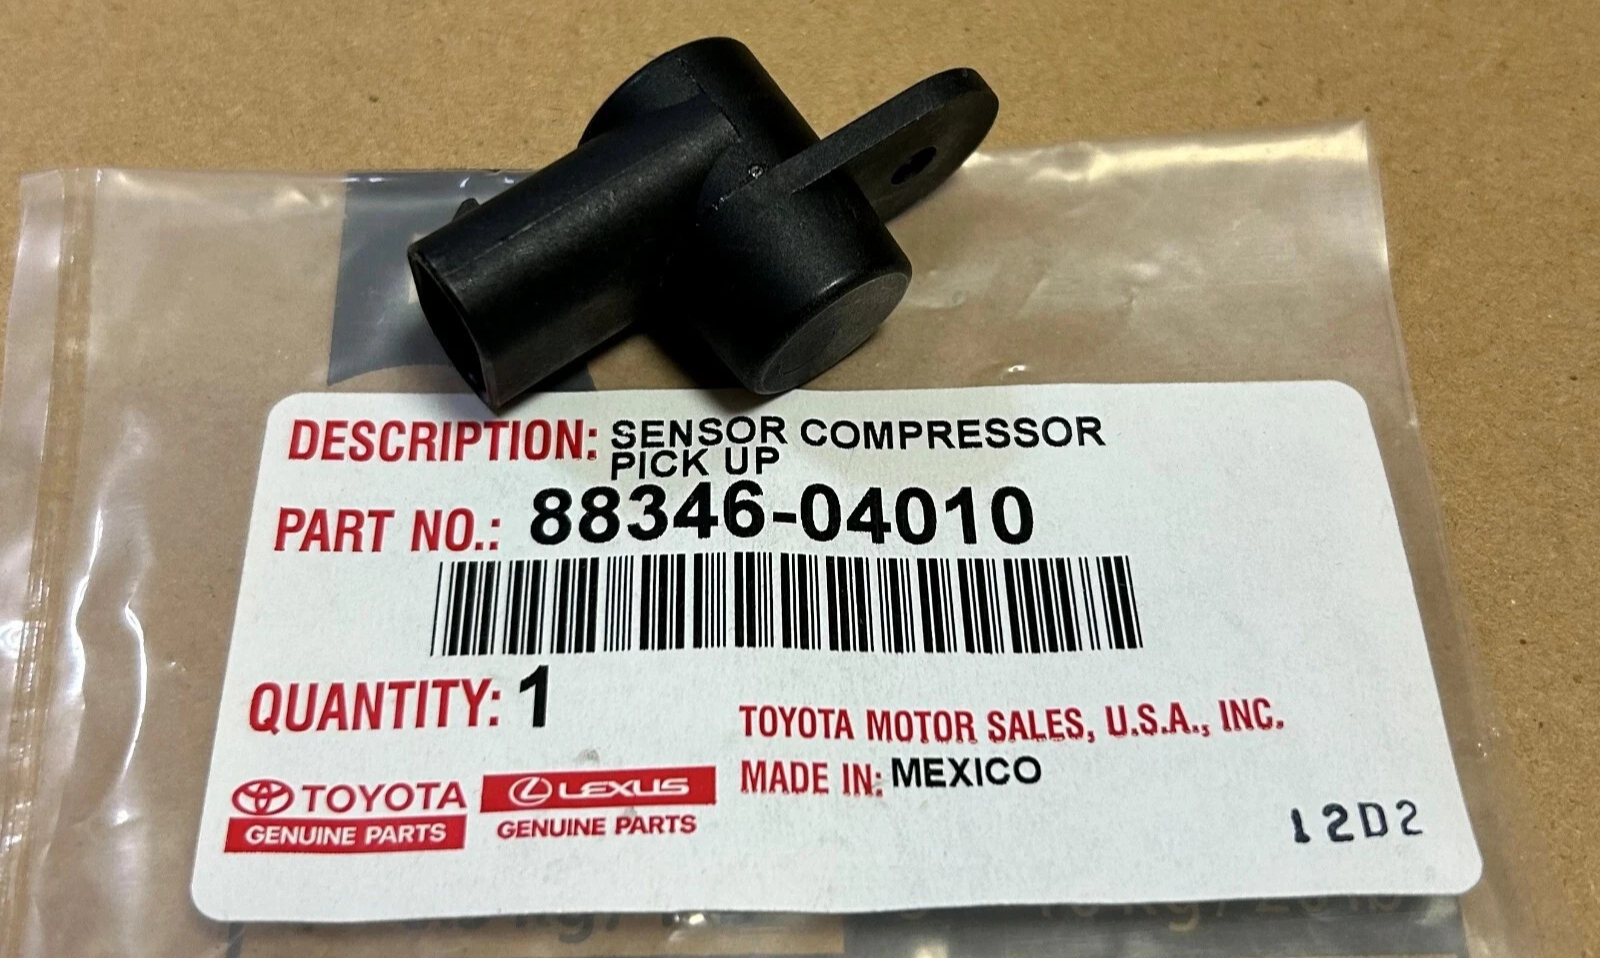 DESCRIPTION: SENSOR COMPRESSOR
PICK UP
PART NO.: 88346-04010
QUANTITY: 1
TOYOTA MOTOR SALES, U.S.A., INC.
MADE IN: MEXICO
TOYOTA
GENUINE PARTS
LEXUS
GENUINE PARTS
12D2